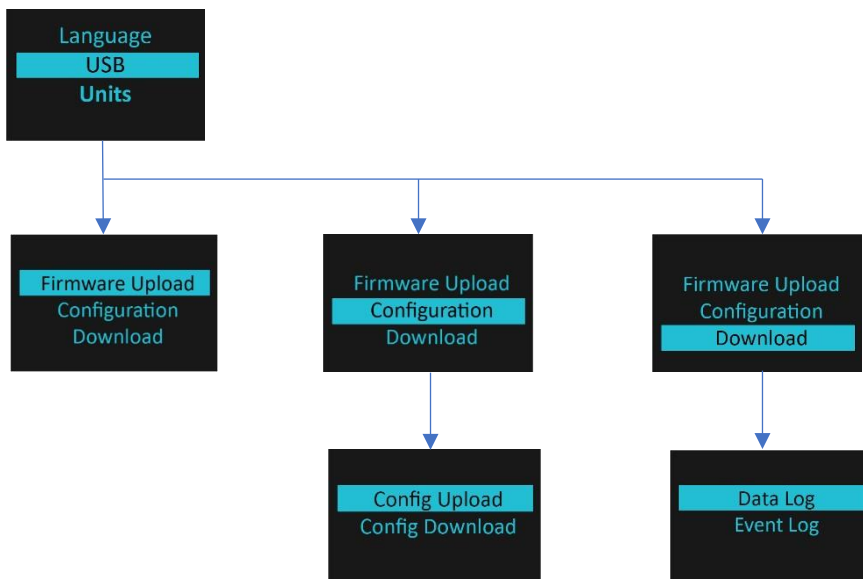 Language
USB
Units
Firmware Upload
Configuration
Download
Firmware Upload
Configuration
Download
Firmware Upload
Configuration
Download
Config Upload
Config Download
Data Log
Event Log